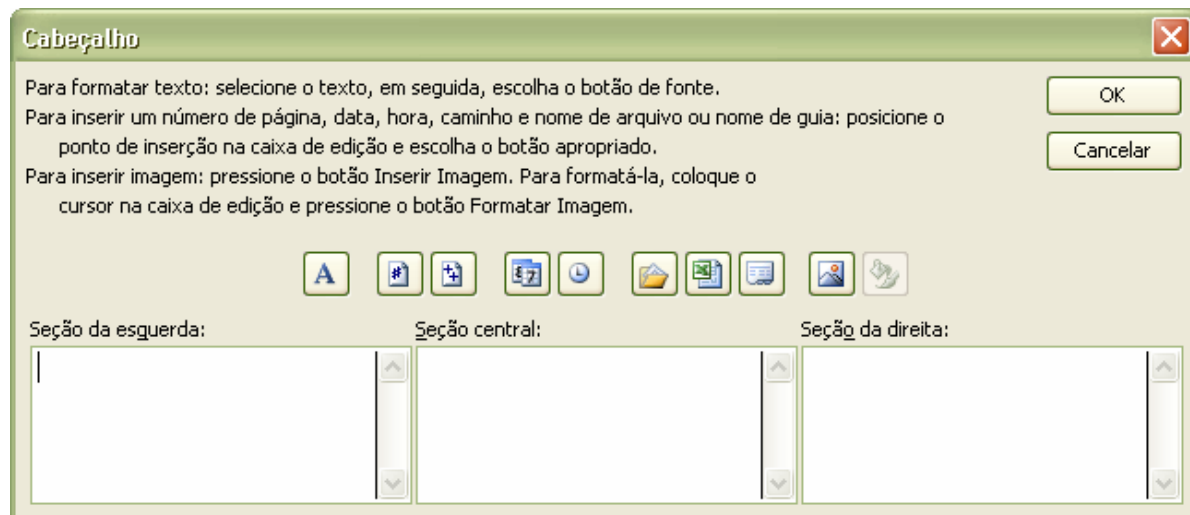 Cabeçalho
Para formatar texto: selecione o texto, em seguida, escolha o botão de fonte.
Para inserir um número de página, data, hora, caminho e nome de arquivo ou nome de guia: posicione o
ponto de inserção na caixa de edição e escolha o botão apropriado.
Para inserir imagem: pressione o botão Inserir Imagem. Para formatá-la, coloque o
cursor na caixa de edição e pressione o botão Formatar Imagem.
OK
Cancelar
A
Seção da esquerda:
Seção central:
Seção da direita: